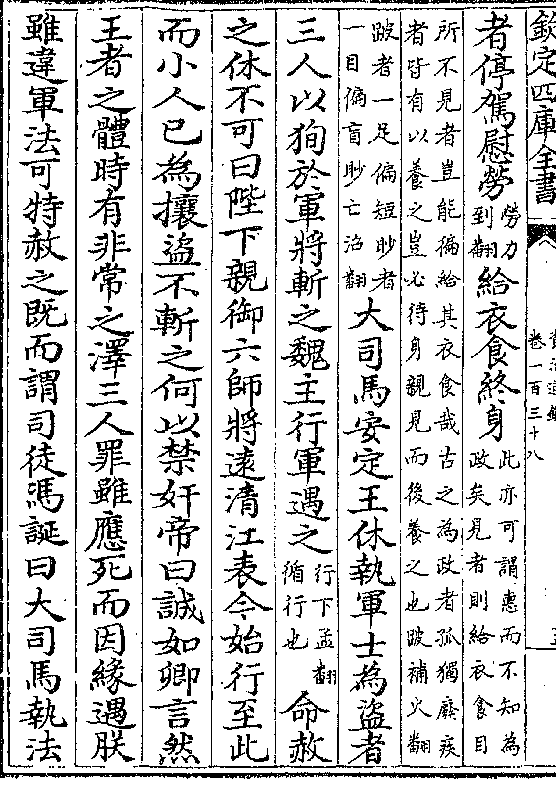 欽定四庫全書
卷一百三十八
者停駕慰勞
勞力
到翻
給衣食終身
此亦可謂惠而不知為
政矣見者則給衣食目
所不見者豈能徧給其衣食哉古之為政者孤獨廢疾
者皆有以養之豈必待身親見而後養之也跛補火翻
跛者一足偏短眇者
一目偏盲眇亡沼翻
大司馬安定王休執軍士為盜者
三人以狥於軍將斬之魏主行軍遇之
行下孟翻
循行也
命赦
之休不可曰陛下親御六師將遠清江表今始行至此
而小人已為攘盜不斬之何以禁奸帝曰誠如卿言然
王者之體時有非常之澤三人罪雖應死而因緣遇朕
雖違軍法可特赦之既而謂司徒馮誕曰大司馬執法